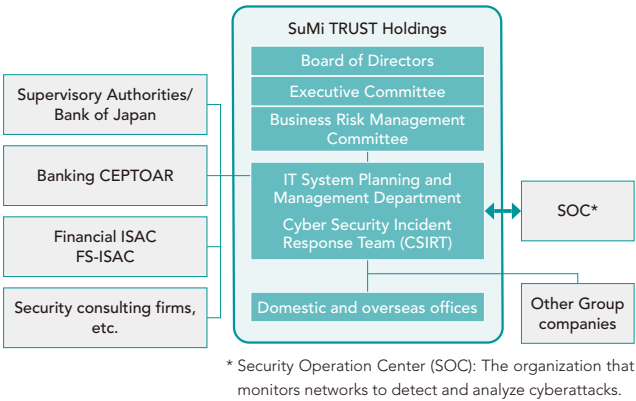 SuMi TRUST Holdings
Board of Directors
Executive Committee
Business Risk Management
Committee
IT System Planning and
Management Department
Cyber Security Incident
Response Team (CSIRT)
Domestic and overseas offices
Supervisory Authorities/
Bank of Japan
Banking CEPTOAR
Financial ISAC
FS-ISAC
Security consulting firms,
etc.
SOC*
Other Group
companies
* Security Operation Center (SOC): The organization that
monitors networks to detect and analyze cyberattacks.